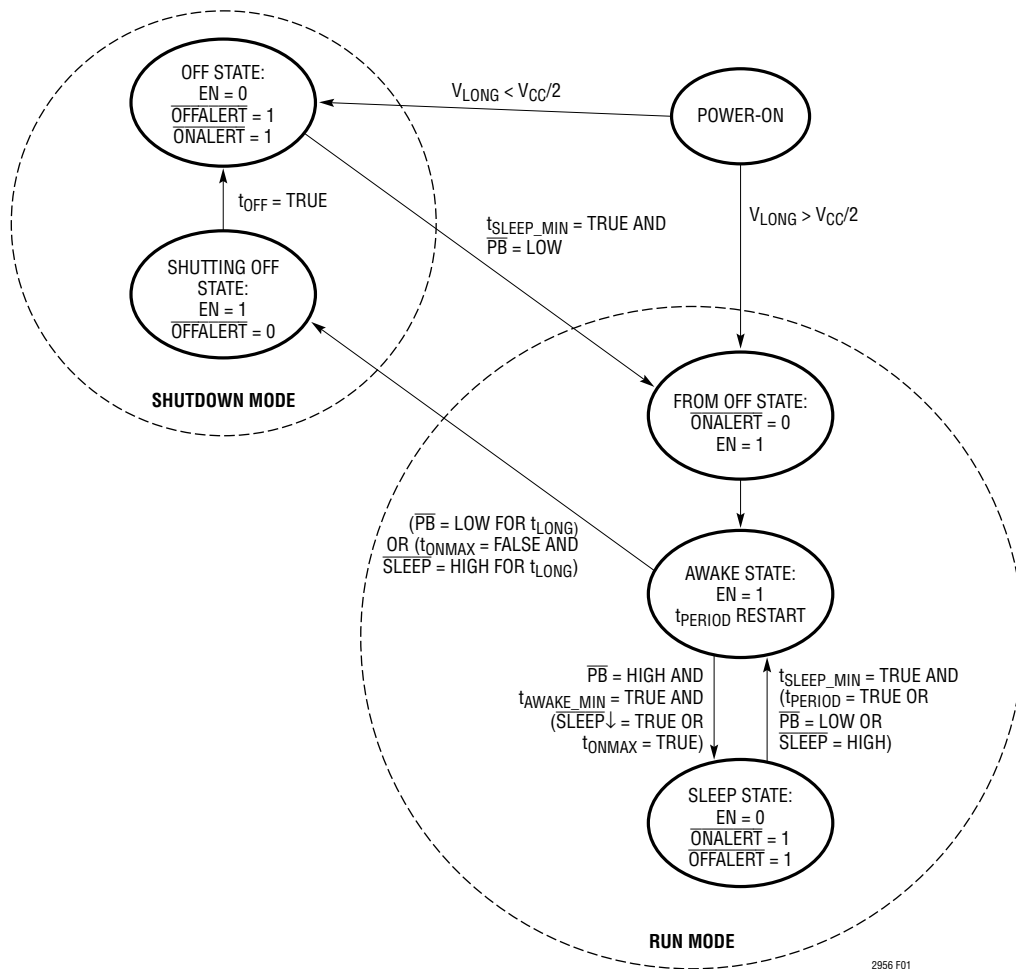 OFF STATE:
EN = 0
OFFALERT = 1
ONALERT = 1
V_LONG < V_CC/2
POWER-ON
t_OFF = TRUE
V_LONG > V_CC/2
t_SLEEP_MIN = TRUE AND
PB = LOW
SHUTTING OFF
STATE:
EN = 1
OFFALERT = 0
SHUTDOWN MODE
FROM OFF STATE:
ONALERT = 0
EN = 1
(PB = LOW FOR t_LONG)
OR (t_ONMAX = FALSE AND
SLEEP = HIGH FOR t_LONG)
AWAKE STATE:
EN = 1
t_PERIOD RESTART
PB = HIGH AND
t_AWAKE_MIN = TRUE AND
(SLEEP↓ = TRUE OR
t_ONMAX = TRUE)
t_SLEEP_MIN = TRUE AND
(t_PERIOD = TRUE OR
PB = LOW OR
SLEEP = HIGH)
SLEEP STATE:
EN = 0
ONALERT = 1
OFFALERT = 1
RUN MODE
2956 F01